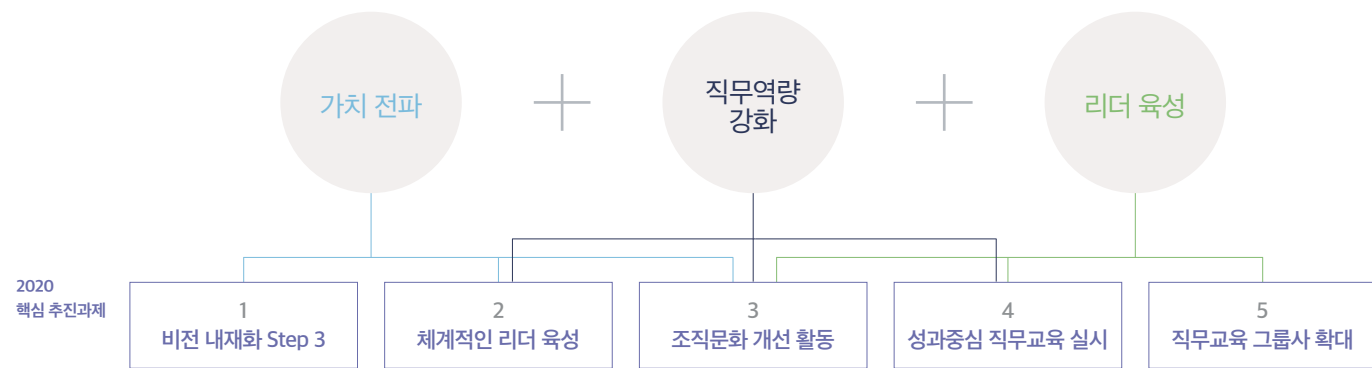 가치 전파
직무역량
강화
리더 육성
2020
핵심 추진과제
1
비전 내재화 Step 3
2
체계적인 리더 육성
3
조직문화 개선 활동
4
성과중심 직무교육 실시
5
직무교육 그룹사 확대